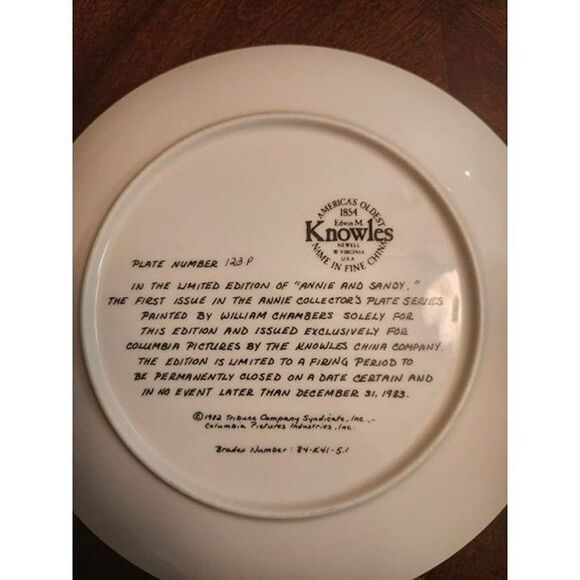 AMERICA'S OLDEST
1854
Edwin M.
Knowles
NEWELL
W. VIRGINIA
U.S.A
NAME IN FINE CHINA
PLATE NUMBER 123 P
IN THE LIMITED EDITION OF "ANNIE AND SANDY,"
THE FIRST ISSUE IN THE ANNIE COLLECTOR'S PLATE SERIES
PAINTED BY WILLIAM CHAMBERS SOLELY FOR
THIS EDITION AND ISSUED EXCLUSIVELY FOR
COLUMBIA PICTURES BY THE KNOWLES CHINA COMPANY.
THE EDITION IS LIMITED TO A FIRING PERIOD TO
BE PERMANENTLY CLOSED ON A DATE CERTAIN AND
IN NO EVENT LATER THAN DECEMBER 31, 1983.
©1982 Tribune Company Syndicate, Inc.,-
Columbia Pictures Industries, Inc.
Bradex Number: 84-K41-5.1